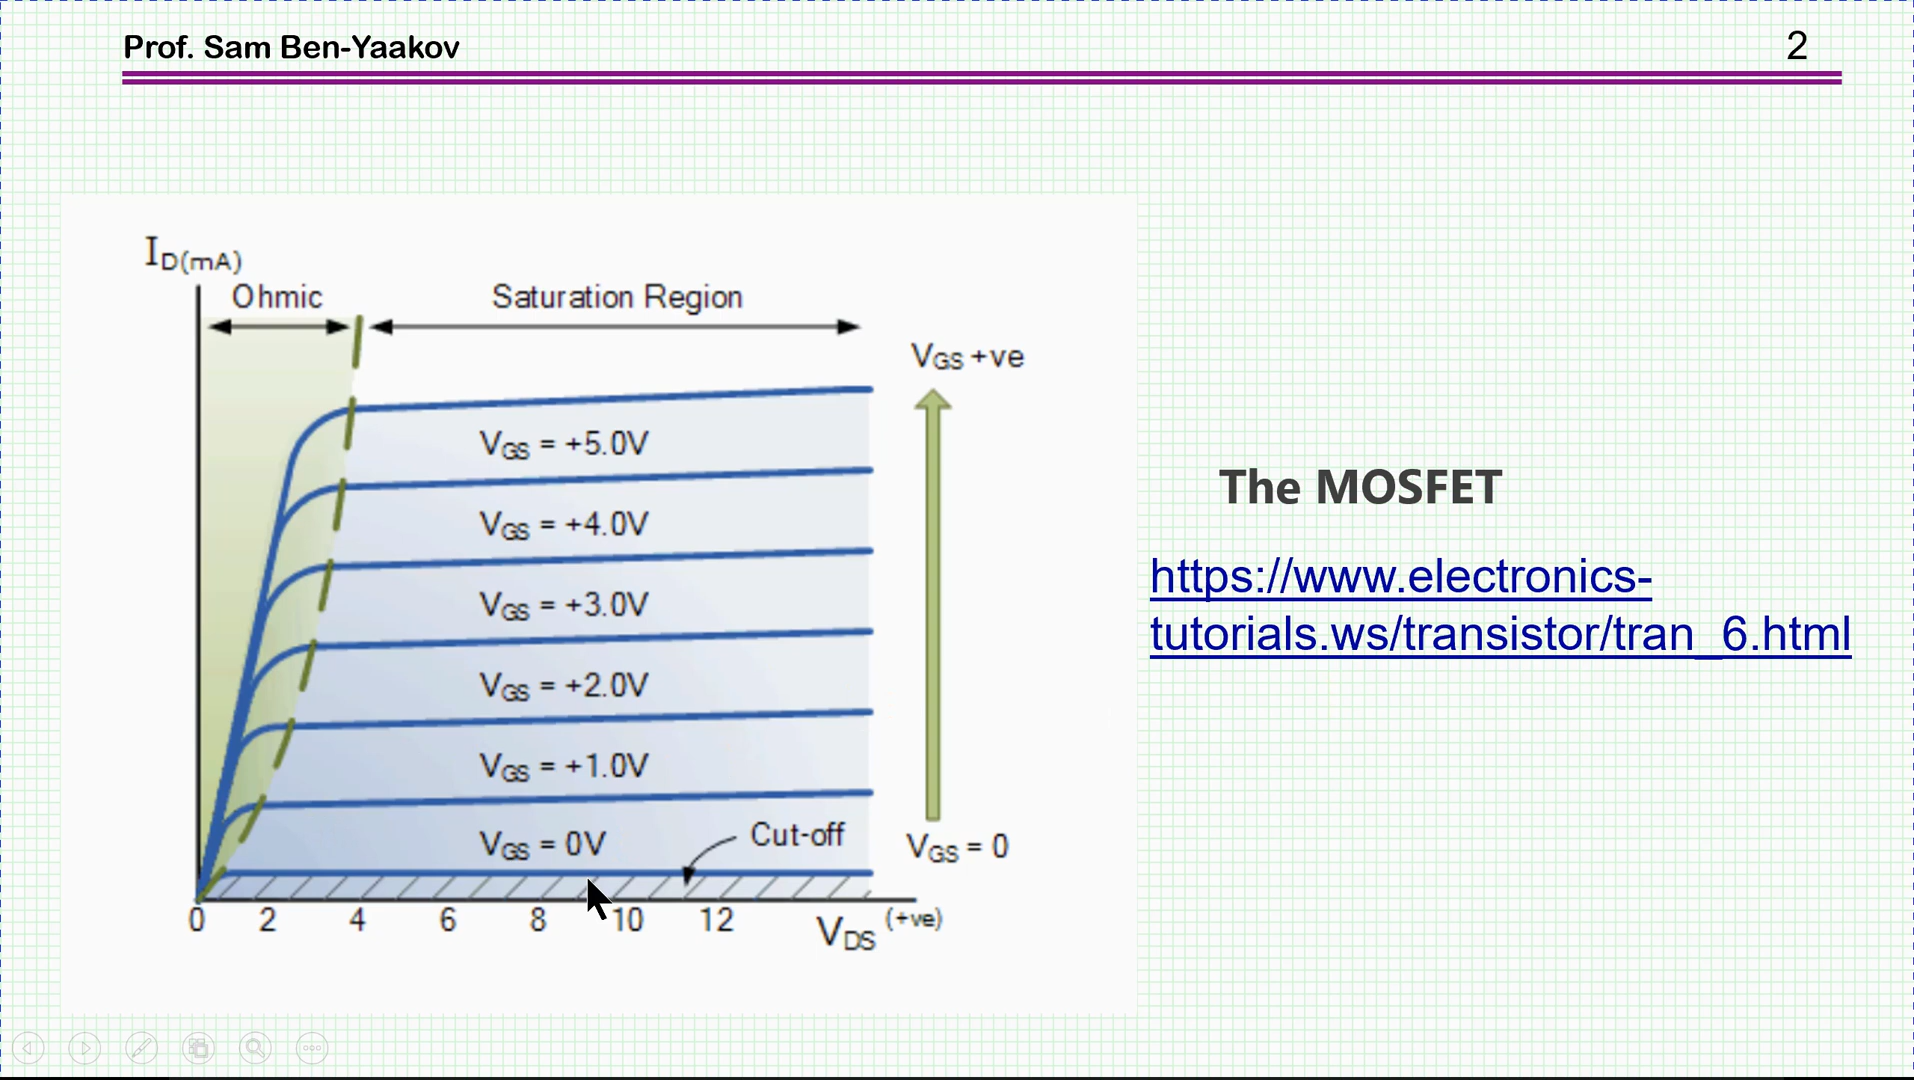 Prof. Sam Ben-Yaakov
2
ID(mA)
Ohmic
Saturation Region
VGS +ve
VGS = +5.0V
VGS = +4.0V
VGS = +3.0V
VGS = +2.0V
VGS = +1.0V
VGS = 0V
Cut-off
VGS = 0
0 2 4 6 8 10 12
VDS (+ve)
The MOSFET
https://www.electronics-
tutorials.ws/transistor/tran_6.html